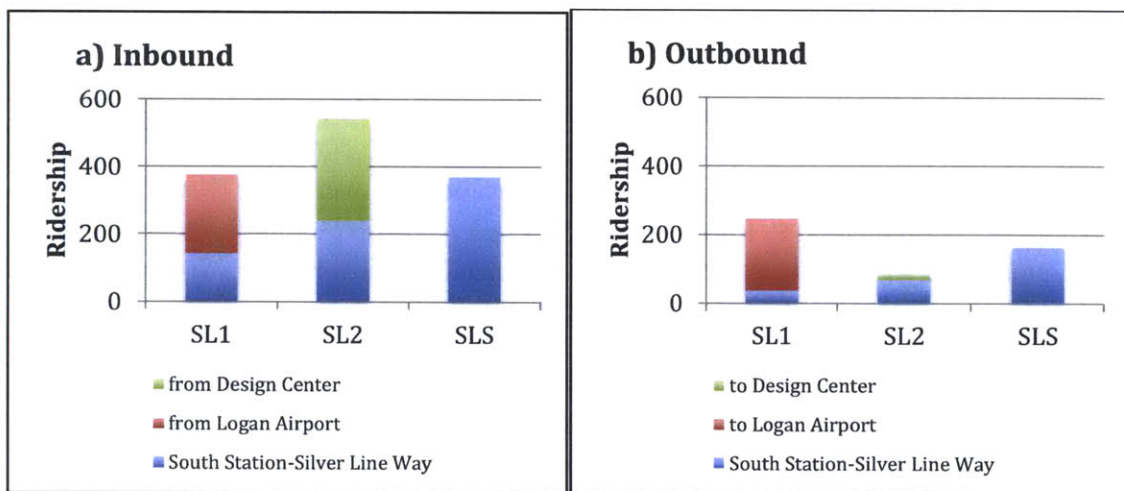 a) Inbound
Ridership
600
400
200
0
SL1 SL2 SLS
from Design Center
from Logan Airport
South Station-Silver Line Way
b) Outbound
Ridership
600
400
200
0
SL1 SL2 SLS
to Design Center
to Logan Airport
South Station-Silver Line Way